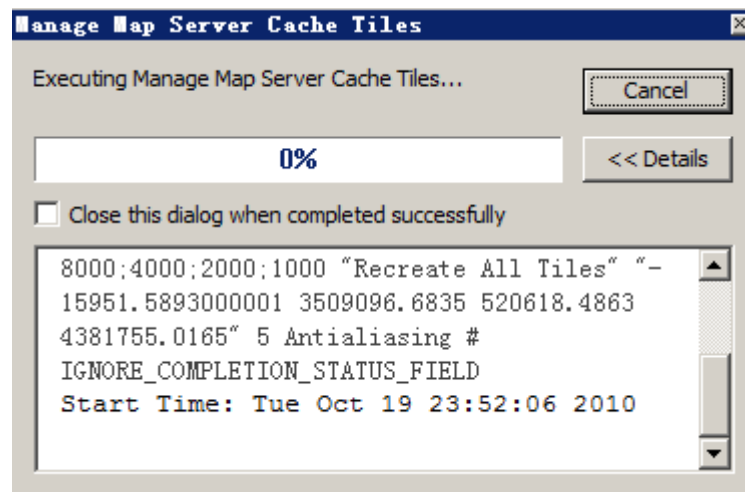 Manage Map Server Cache Tiles
Executing Manage Map Server Cache Tiles...
Cancel
0%
<< Details
Close this dialog when completed successfully
8000;4000;2000;1000 "Recreate All Tiles" "-
15951.5893000001 3509096.6835 520618.4863
4381755.0165" 5 Antialiasing #
IGNORE_COMPLETION_STATUS_FIELD
Start Time: Tue Oct 19 23:52:06 2010